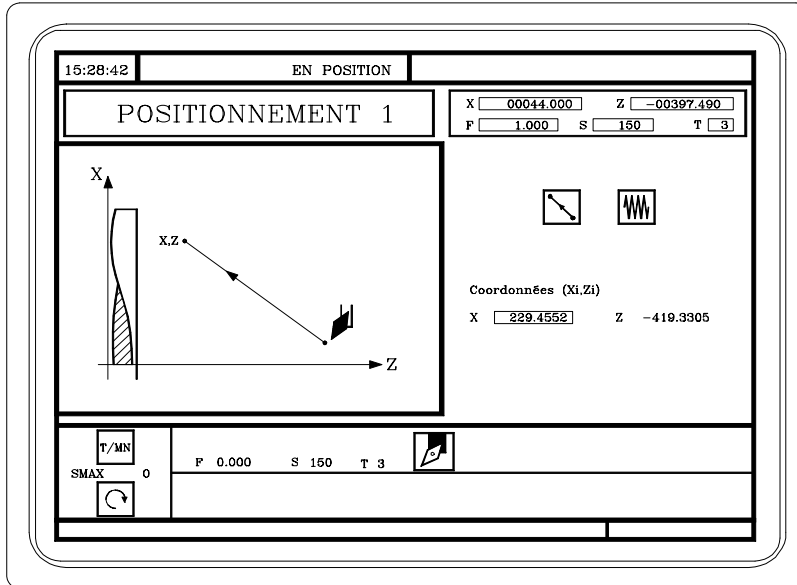 15:28:42 EN POSITION
POSITIONNEMENT 1
X 00044.000 Z -00397.490
F 1.000 S 150 T 3
X
X,Z
Z
Coordonnées (Xi,Zi)
X 229.4552 Z -419.3305
T/MN
SMAX 0
F 0.000 S 150 T 3